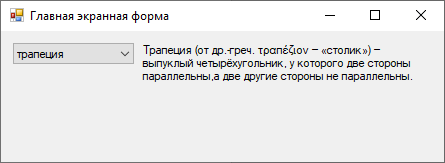 Главная экранная форма
трапеция
Трапеция (от др.-греч. τραπέζιον – «столик») –
выпуклый четырёхугольник, у которого две стороны
параллельны,а две другие стороны не параллельны.